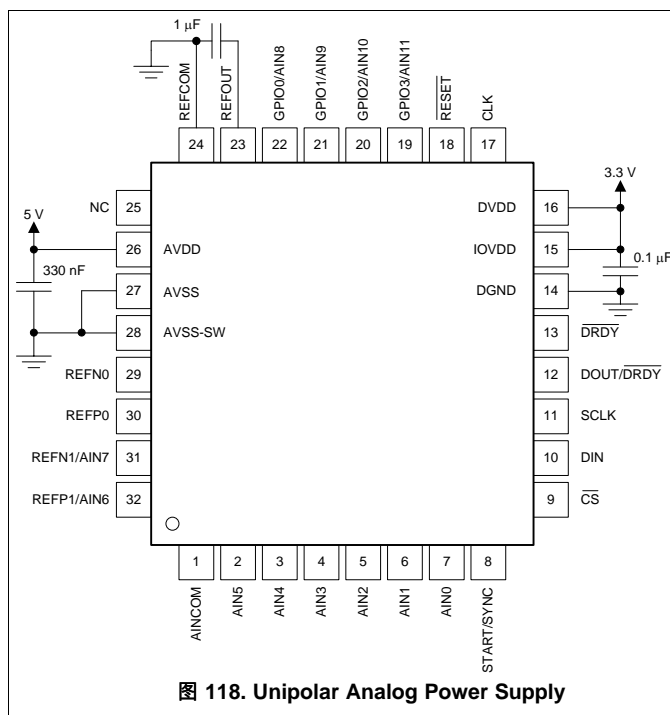 1 μF
REFCOM
REFOUT
GPIO0/AIN8
GPIO1/AIN9
GPIO2/AIN10
GPIO3/AIN11
RESET
CLK
24
23
22
21
20
19
18
17
NC
25
DVDD
16
3.3 V
5 V
26
AVDD
IOVDD
15
330 nF
0.1 μF
27
AVSS
DGND
14
28
AVSS-SW
13
DRDY
REFN0
29
12
DOUT/DRDY
REFP0
30
11
SCLK
REFN1/AIN7
31
10
DIN
REFP1/AIN6
32
9
CS
1
2
3
4
5
6
7
8
AINCOM
AIN5
AIN4
AIN3
AIN2
AIN1
AIN0
START/SYNC
图 118. Unipolar Analog Power Supply